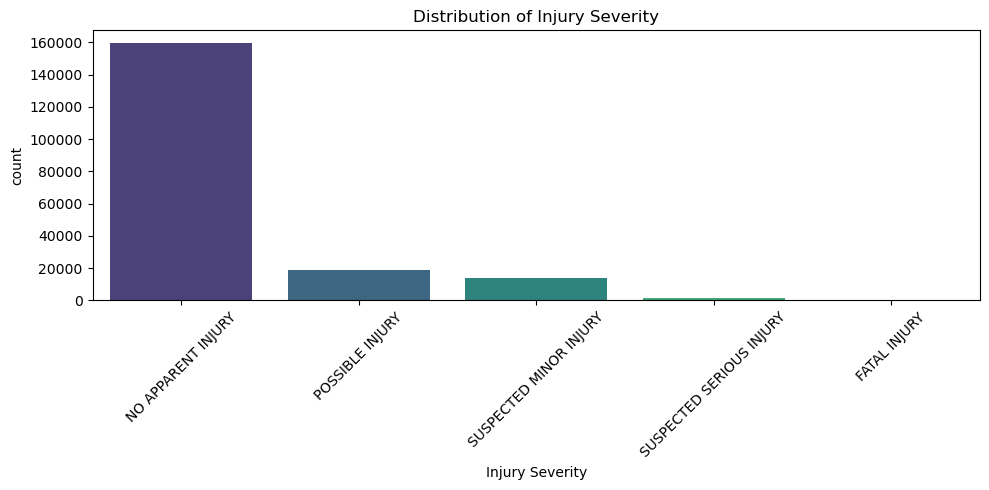 Distribution of Injury Severity
160000
140000
120000
100000
80000
60000
40000
20000
0
count
NO APPARENT INJURY
POSSIBLE INJURY
SUSPECTED MINOR INJURY
SUSPECTED SERIOUS INJURY
FATAL INJURY
Injury Severity